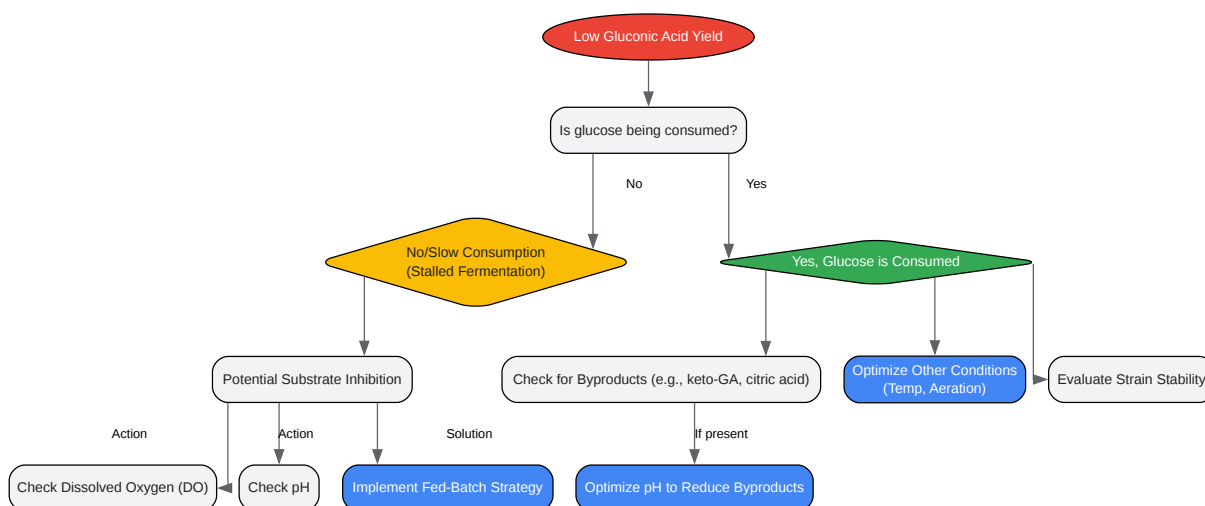 Low Gluconic Acid Yield
Is glucose being consumed?
No
Yes
No/Slow Consumption
(Stalled Fermentation)
Yes, Glucose is Consumed
Potential Substrate Inhibition
Check for Byproducts (e.g., keto-GA, citric acid)
Optimize Other Conditions
(Temp, Aeration)
Evaluate Strain Stability
Action
Action
Solution
If present
Check Dissolved Oxygen (DO)
Check pH
Implement Fed-Batch Strategy
Optimize pH to Reduce Byproducts